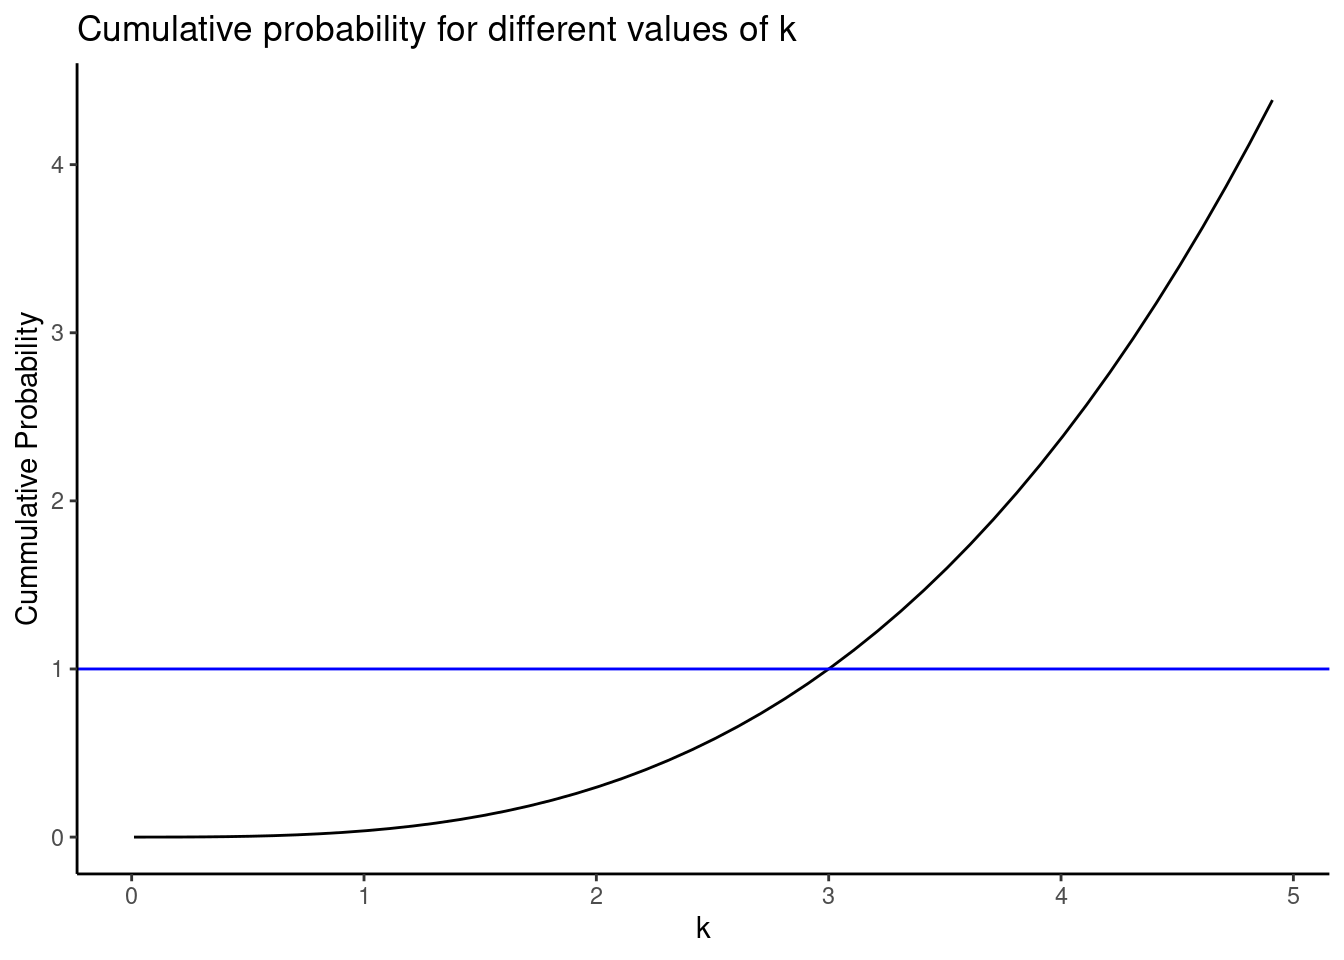 Cumulative probability for different values of k
Cummulative Probability
4
3
2
1
0
0 1 2 3 4 5
k